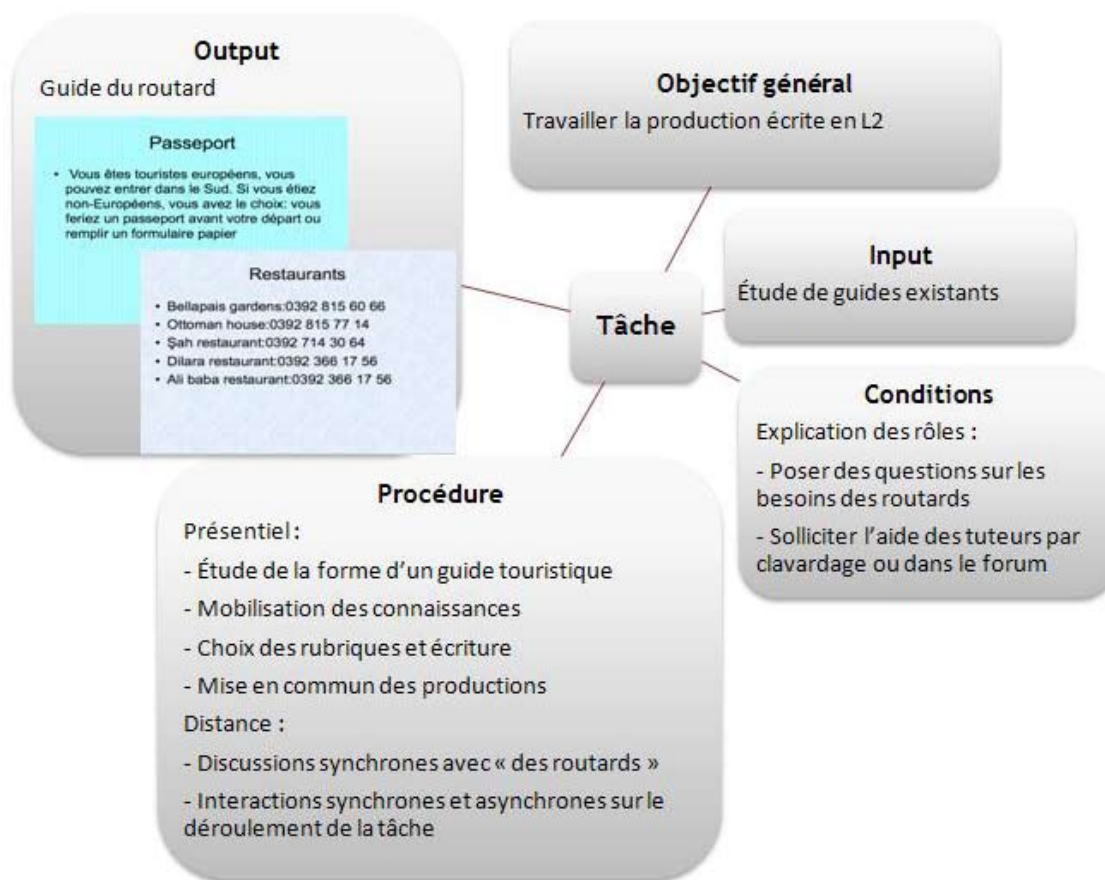 Output
Guide du routard
Passeport
• Vous êtes touristes européens, vous
pouvez entrer dans le Sud. Si vous étiez
non-Européens, vous avez le choix: vous
feriez un passeport avant votre départ ou
remplir un formulaire papier
Restaurants
• Bellapais gardens:0392 815 60 66
• Ottoman house:0392 815 77 14
• Şah restaurant:0392 714 30 64
• Dilara restaurant:0392 366 17 56
• Ali baba restaurant:0392 366 17 56
Objectif général
Travailler la production écrite en L2
Input
Étude de guides existants
Tâche
Conditions
Explication des rôles :
- Poser des questions sur les
besoins des routards
- Solliciter l'aide des tuteurs par
clavardage ou dans le forum
Procédure
Présentiel :
- Étude de la forme d'un guide touristique
- Mobilisation des connaissances
- Choix des rubriques et écriture
- Mise en commun des productions
Distance :
- Discussions synchrones avec « des routards »
- Interactions synchrones et asynchrones sur le
déroulement de la tâche